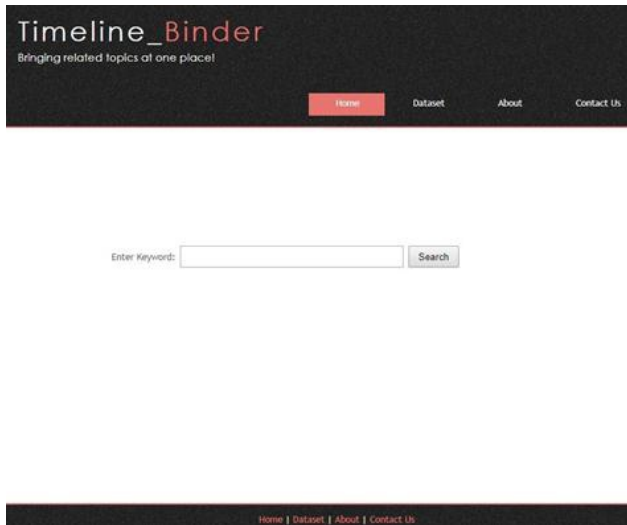 Timeline_Binder
Bringing related topics at one place!
Home Dataset About Contact Us
Enter Keyword: Search
Home | Dataset | About | Contact Us